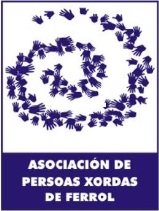 ASOCIACIÓN DE
PERSOAS XORDAS
DE FERROL